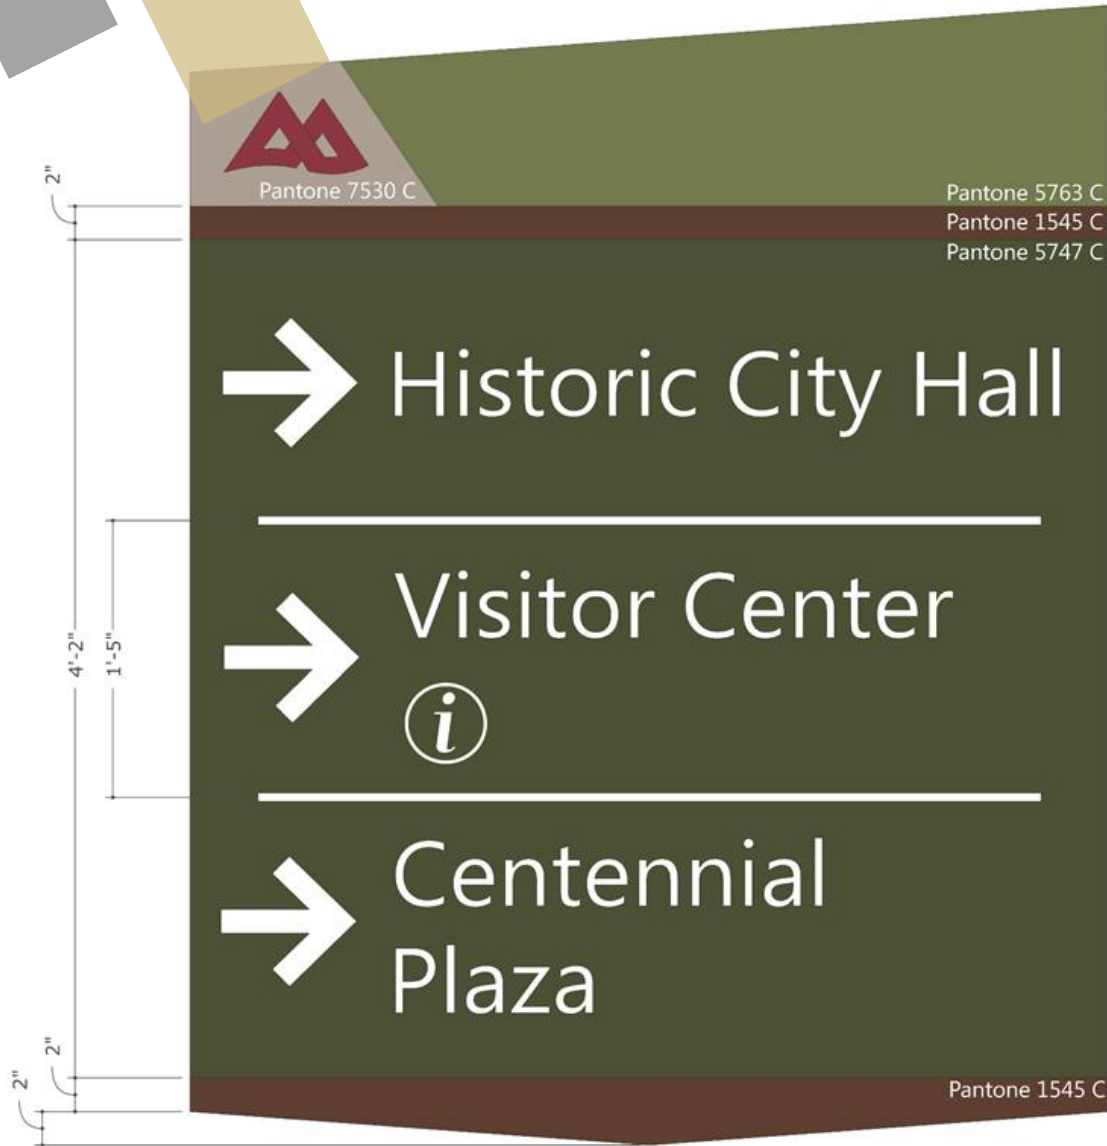 2"
Pantone 7530 C
Pantone 5763 C
Pantone 1545 C
Pantone 5747 C
Historic City Hall
4'-2"
1'-5"
Visitor Center
i
Centennial
Plaza
2"
2"
Pantone 1545 C